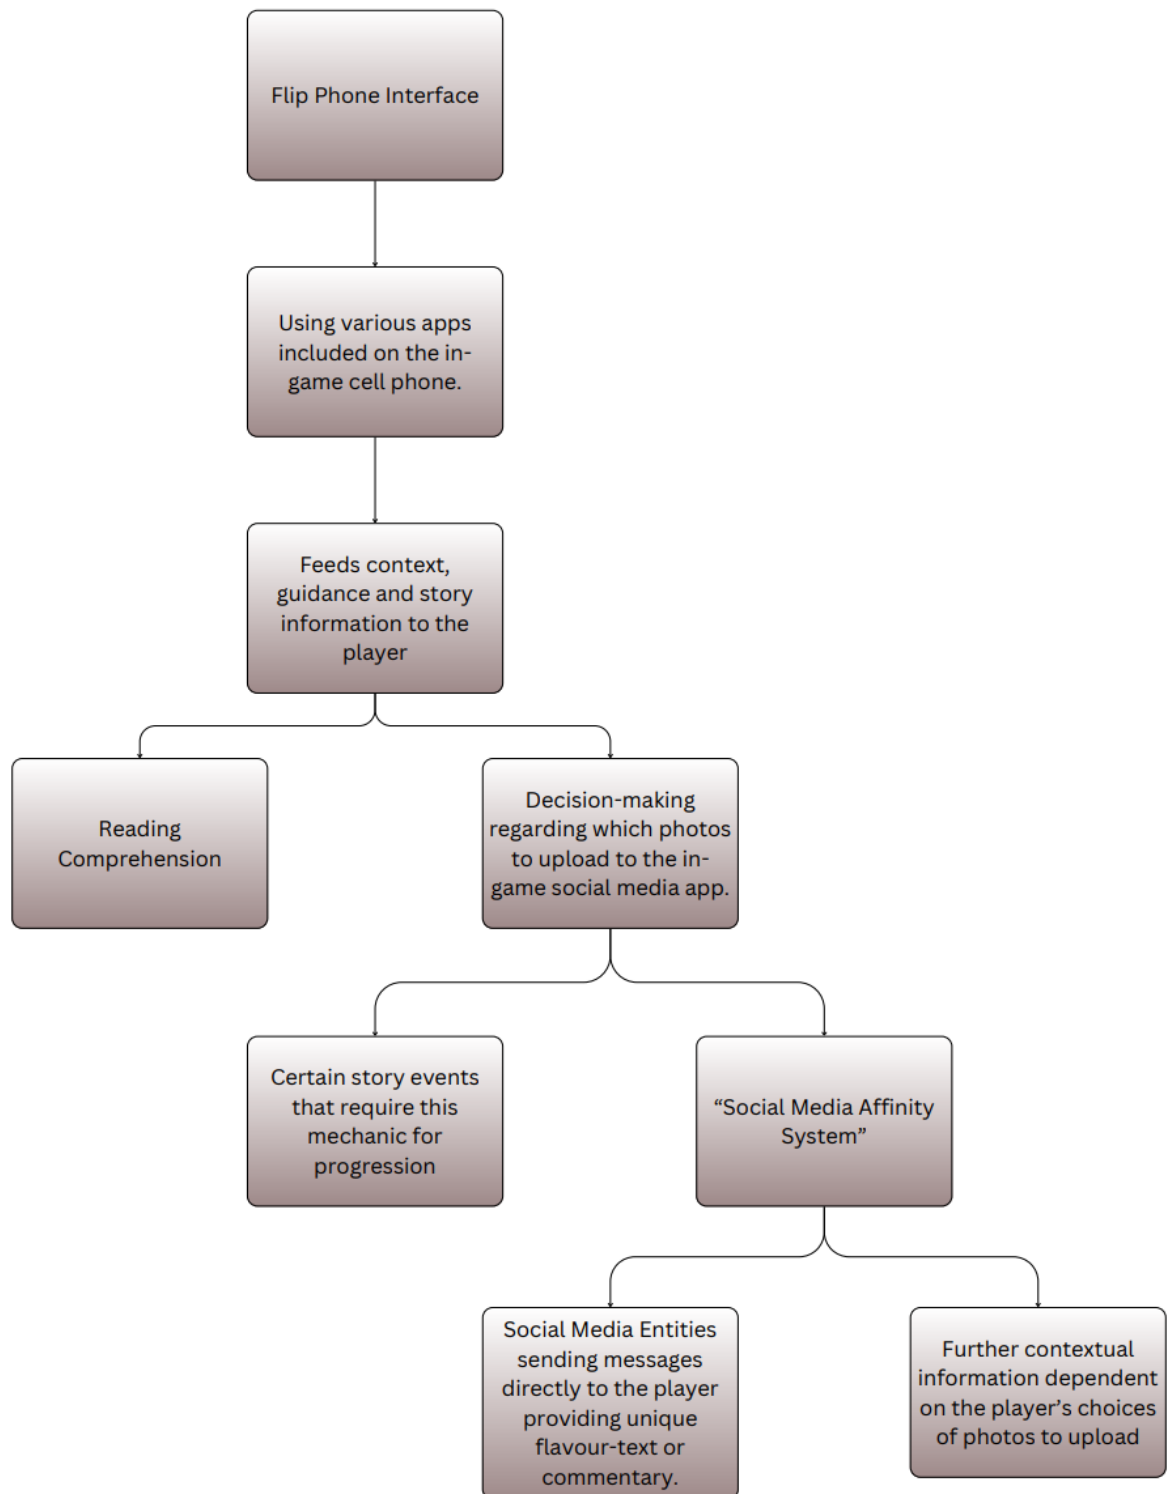 Flip Phone Interface
Using various apps
included on the in-
game cell phone.
Feeds context,
guidance and story
information to the
player
Reading
Comprehension
Decision-making
regarding which photos
to upload to the in-
game social media app.
Certain story events
that require this
mechanic for
progression
“Social Media Affinity
System”
Social Media Entities
sending messages
directly to the player
providing unique
flavour-text or
commentary.
Further contextual
information dependent
on the player’s choices
of photos to upload